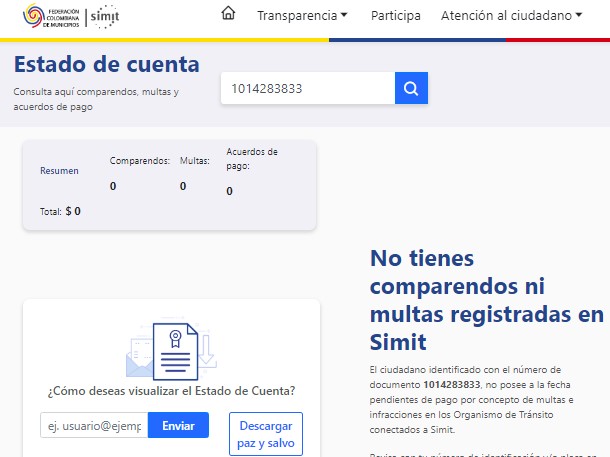 FEDERACIÓN
COLOMBIANA
DE MUNICIPIOS
simit
Transparencia
Participa
Atención al ciudadano
Estado de cuenta
Consulta aquí comparendos, multas y
acuerdos de pago
1014283833
Resumen
Comparendos:
0
Multas:
0
Acuerdos de
pago:
0
Total: $ 0
No tienes
comparendos ni
multas registradas en
Simit
El ciudadano identificado con el número de
documento 1014283833, no posee a la fecha
pendientes de pago por concepto de multas e
infracciones en los Organismo de Tránsito
conectados a Simit.
¿Cómo deseas visualizar el Estado de Cuenta?
ej. usuario@ejemp
Enviar
Descargar
paz y salvo